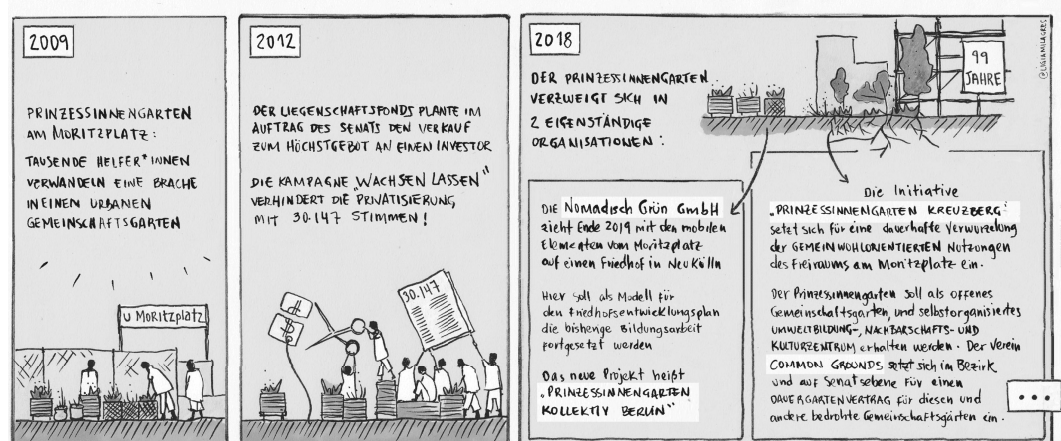 2009
PRINZESSINNENGARTEN
AM MORITZPLATZ:
TAUSENDE HELFER*INNEN
VERWANDELN EINE BRACHE
IN EINEN URBANEN
GEMEINSCHAFTSGARTEN
U MORITZPLATZ
2012
DER LIEGENSCHAFTSFONDS PLANTE IM
AUFTRAG DES SENATS DEN VERKAUF
ZUM HÖCHSTGEBOT AN EINEN INVESTOR
DIE KAMPAGNE „WACHSEN LASSEN"
VERHINDERT DIE PRIVATISIERUNG
MIT 30.147 STIMMEN!
$
30.147
2018
DER PRINZESSINNENGARTEN
VERZWEIGT SICH IN
2 EIGENSTÄNDIGE
ORGANISATIONEN:
99
JAHRE
@LIGIAMILAGRES
DIE Nomadisch Grün GmbH
zieht Ende 2019 mit den mobilen
Elementen vom Moritzplatz
auf einen Friedhof in Neukölln
Hier soll als Modell für
den Friedhofsentwicklungsplan
die bisherige Bildungsarbeit
fortgesetzt werden
Das neue Projekt heißt
„PRINZESSINNENGARTEN
KOLLEKTIV BERLIN"
Die Initiative
„PRINZESSINNENGARTEN KREUZBERG"
setzt sich für eine dauerhafte Verwurzelung
der GEMEINWOHLORIENTIERTEN Nutzungen
des Freiraums am Moritzplatz ein.
Der Prinzessinnengarten soll als offenes
Gemeinschaftsgarten, und selbstorganisiertes
UMWELTBILDUNG-, NACHBARSCHAFTS- UND
KULTURZENTRUM erhalten werden. Der Verein
COMMON GROUNDS setzt sich im Bezirk
und auf Senatsebene für einen
DAUERGARTENVERTRAG für diesen und
andere bedrohte Gemeinschaftsgärten ein.
...